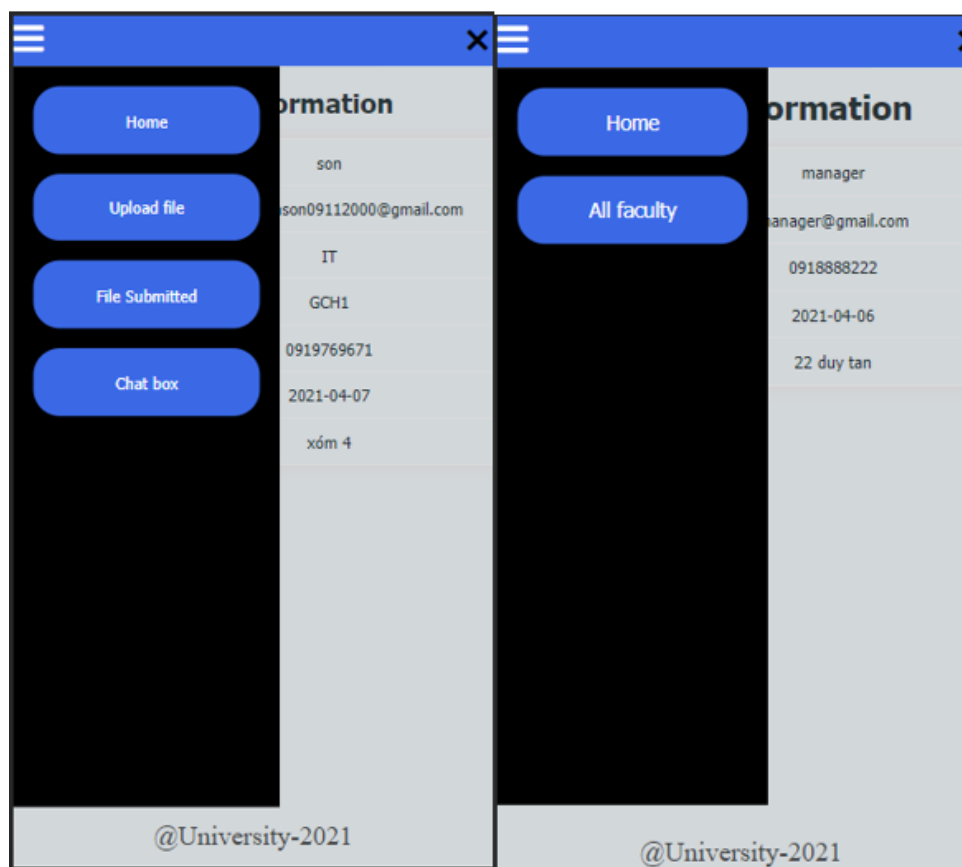 Home
Upload file
File Submitted
Chat box
ormation
son
son09112000@gmail.com
IT
GCH1
0919769671
2021-04-07
xóm 4
@University-2021
Home
All faculty
ormation
manager
anager@gmail.com
0918888222
2021-04-06
22 duy tan
@University-2021